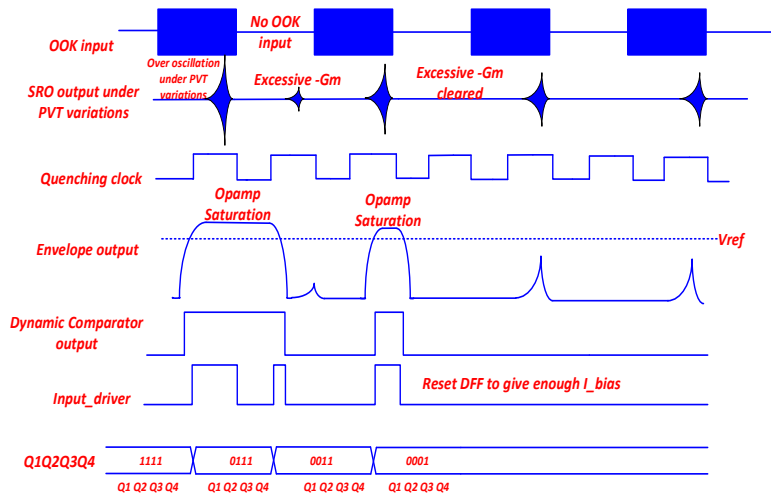 No OOK
input
OOK input
Over oscillation
under PVT
variations
Excessive -Gm
Excessive -Gm
cleared
SRO output under
PVT variations
Quenching clock
Opamp
Saturation
Opamp
Saturation
Vref
Envelope output
Dynamic Comparator
output
Input_driver
Reset DFF to give enough I_bias
Q1Q2Q3Q4
1111
0111
0011
0001
Q1 Q2 Q3 Q4
Q1 Q2 Q3 Q4
Q1 Q2 Q3 Q4
Q1 Q2 Q3 Q4